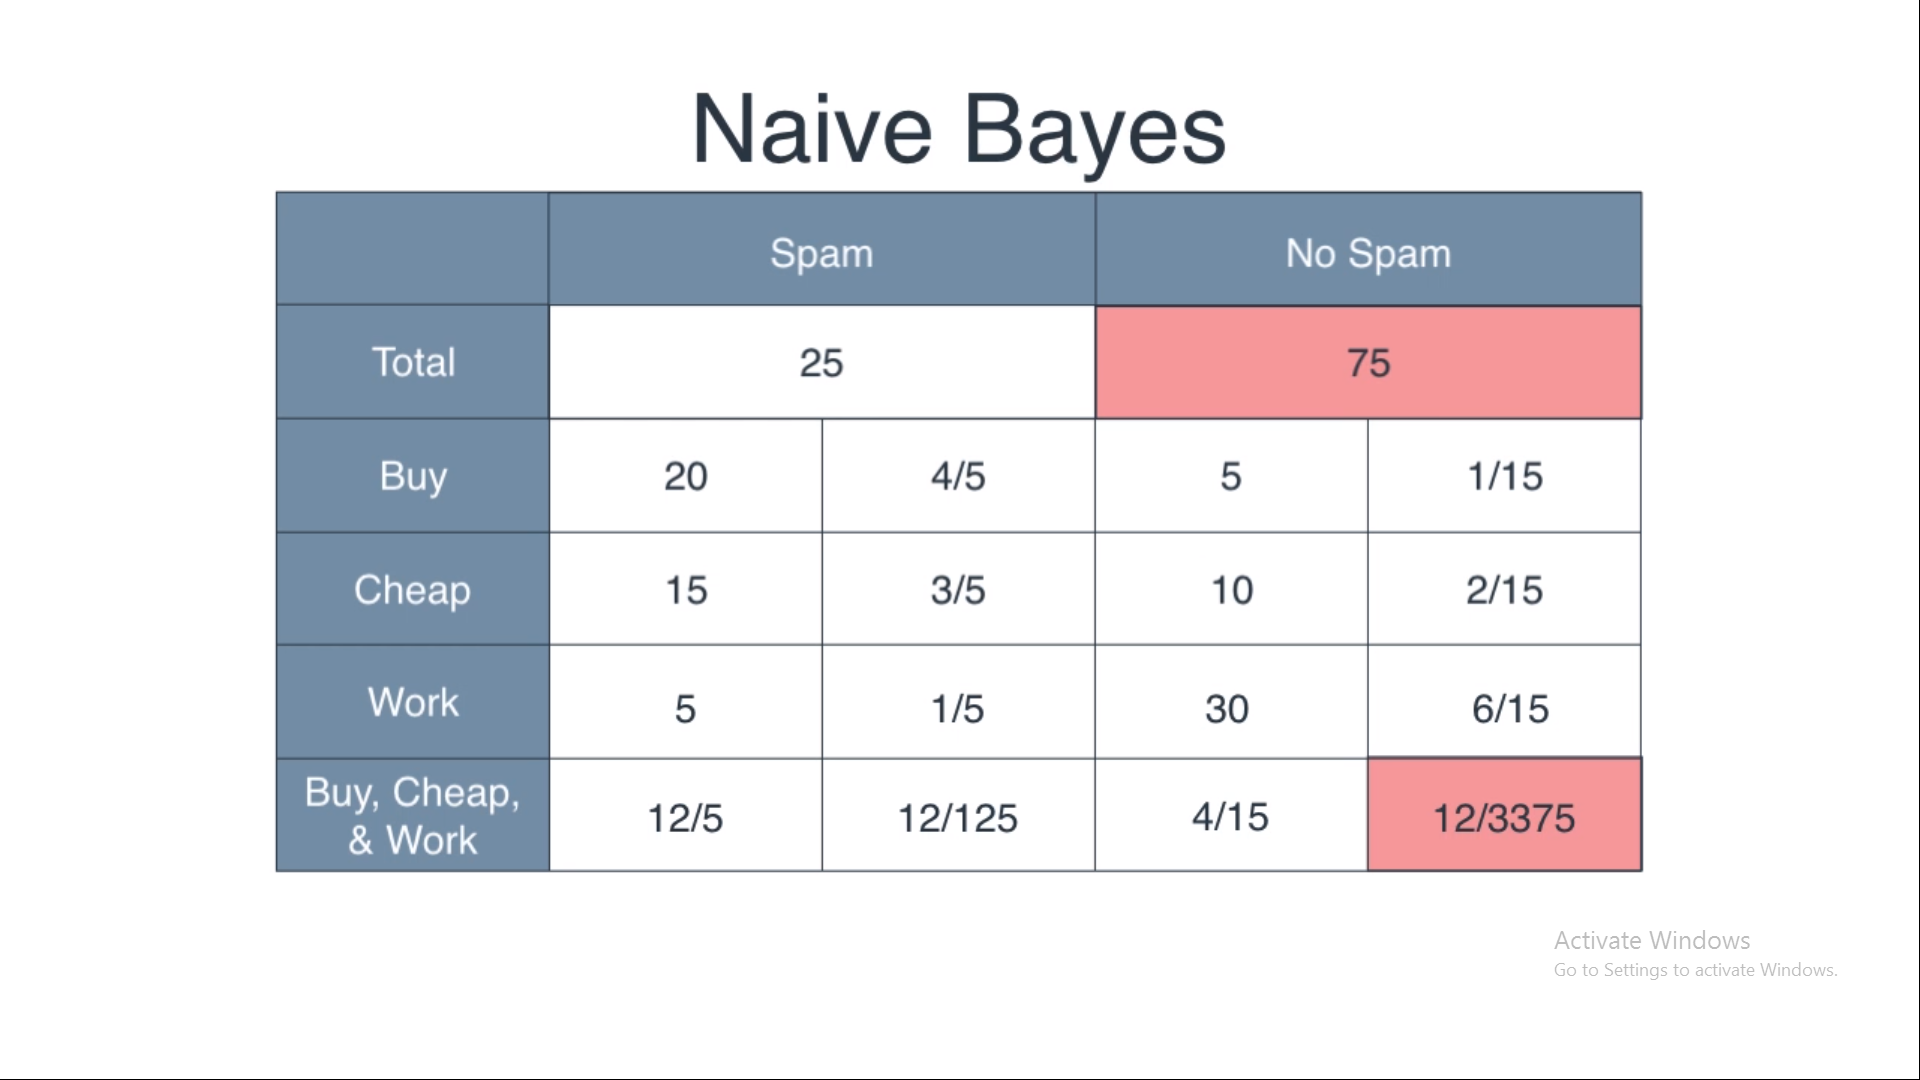 Naive Bayes
Spam No Spam
Total 25 75
Buy 20 4/5 5 1/15
Cheap 15 3/5 10 2/15
Work 5 1/5 30 6/15
Buy, Cheap,
& Work 12/5 12/125 4/15 12/3375
Activate Windows
Go to Settings to activate Windows.